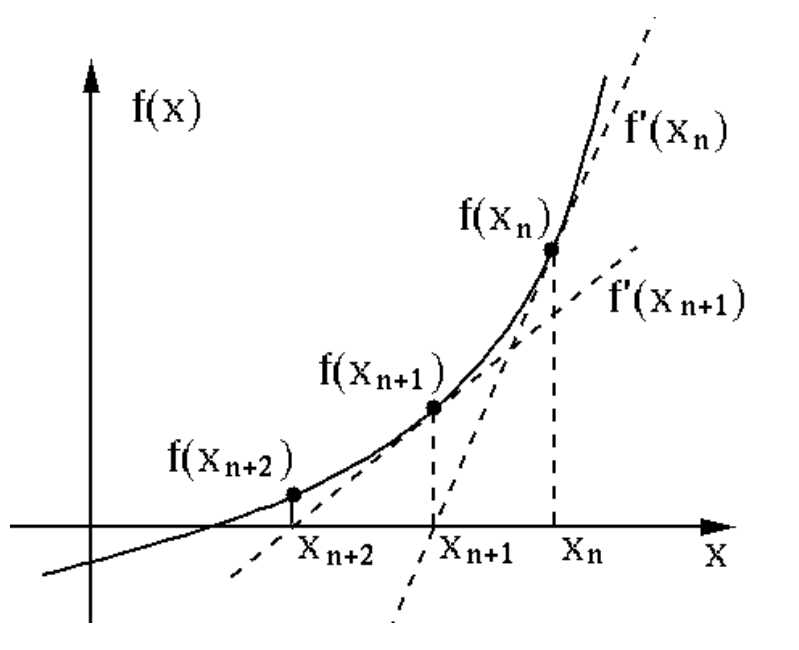 f(x)
f'(xₙ)
f(xₙ)
f'(xₙ₊₁)
f(xₙ₊₁)
f(xₙ₊₂)
xₙ₊₂
xₙ₊₁
xₙ
x